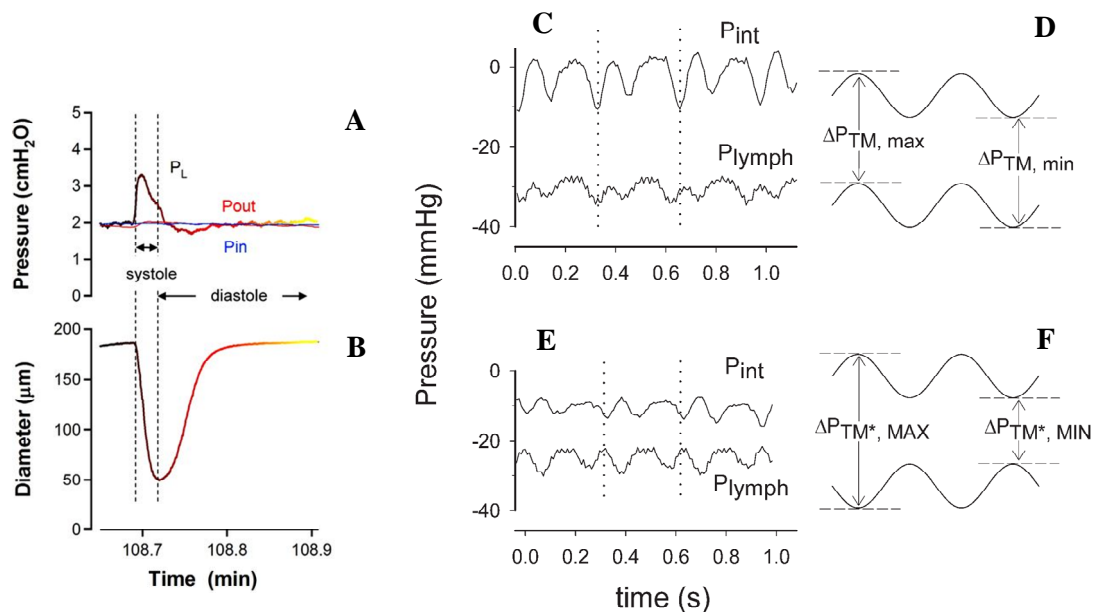 A
Pressure (cmH2O)
5
4
3
2
1
0
PL
Pout
Pin
systole
diastole
B
Diameter (μm)
200
150
100
50
0
108.7 108.8 108.9
Time (min)
Pressure (mmHg)
C
Pint
Plymph
0
-20
-40
0.0 0.2 0.4 0.6 0.8 1.0
D
ΔPTM, max
ΔPTM, min
E
Pint
Plymph
0
-20
-40
0.0 0.2 0.4 0.6 0.8 1.0
time (s)
F
ΔPTM*, MAX
ΔPTM*, MIN